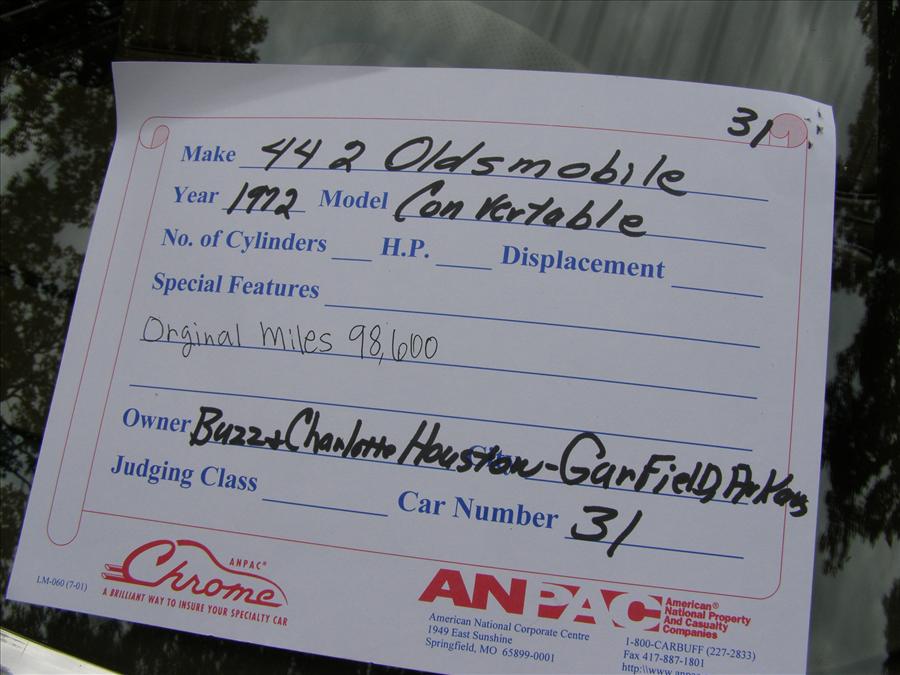 31
Make 442 Oldsmobile
Year 1972 Model Convertable
No. of Cylinders H.P. Displacement
Special Features
Orginal Miles 98,600
Owner Buzz + Charlotte Houston - GarField, Arkans
Judging Class Car Number 31
LM-060 (7-01)
ANPAC®
Chrome
A BRILLIANT WAY TO INSURE YOUR SPECIALTY CAR
ANPAC
American®
National Property
And Casualty
Companies
American National Corporate Centre
1949 East Sunshine
Springfield, MO 65899-0001
1-800-CARBUFF (227-2833)
Fax 417-887-1801
http:\\www.anpa